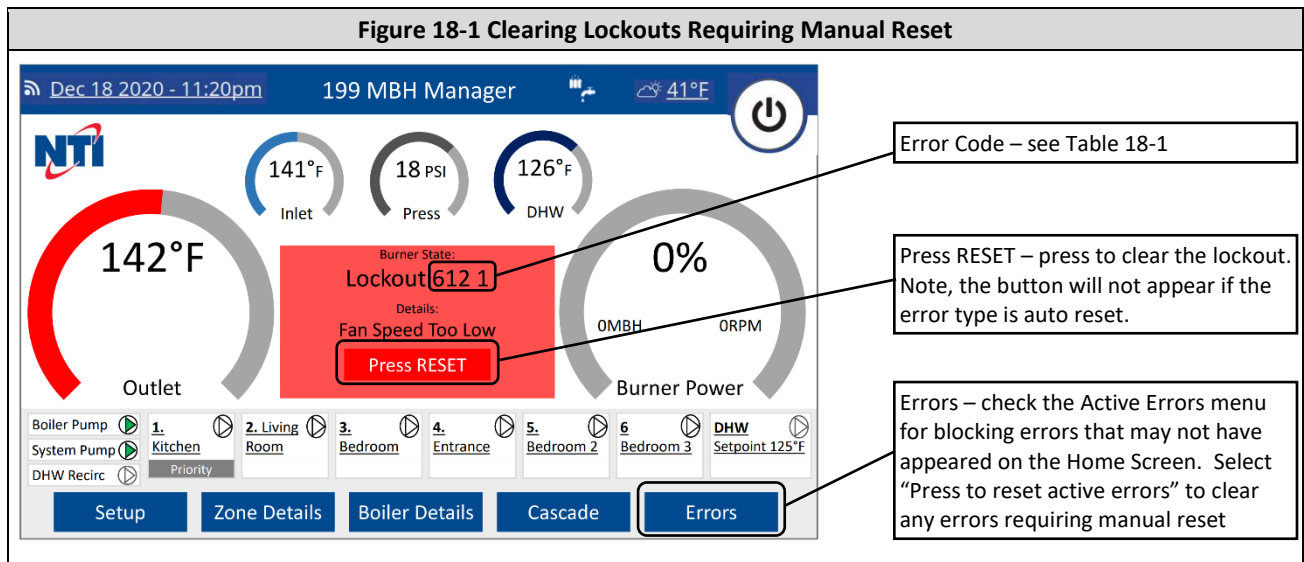 Figure 18-1 Clearing Lockouts Requiring Manual Reset
Dec 18 2020 - 11:20pm
199 MBH Manager
41°F
NTI
141°F
Inlet
18 PSI
Press
126°F
DHW
142°F
Outlet
Burner State:
Lockout 612 1
Details:
Fan Speed Too Low
Press RESET
0%
0MBH
0RPM
Burner Power
Boiler Pump
System Pump
DHW Recirc
1.
Kitchen
Priority
2. Living
Room
3.
Bedroom
4.
Entrance
5.
Bedroom 2
6
Bedroom 3
DHW
Setpoint 125°F
Setup
Zone Details
Boiler Details
Cascade
Errors
Error Code – see Table 18-1
Press RESET – press to clear the lockout.
Note, the button will not appear if the
error type is auto reset.
Errors – check the Active Errors menu
for blocking errors that may not have
appeared on the Home Screen. Select
“Press to reset active errors” to clear
any errors requiring manual reset